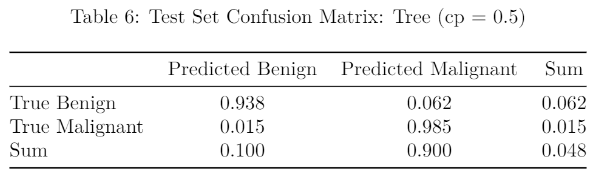 Table 6: Test Set Confusion Matrix: Tree (cp = 0.5)
Predicted Benign Predicted Malignant Sum
True Benign 0.938 0.062 0.062
True Malignant 0.015 0.985 0.015
Sum 0.100 0.900 0.048